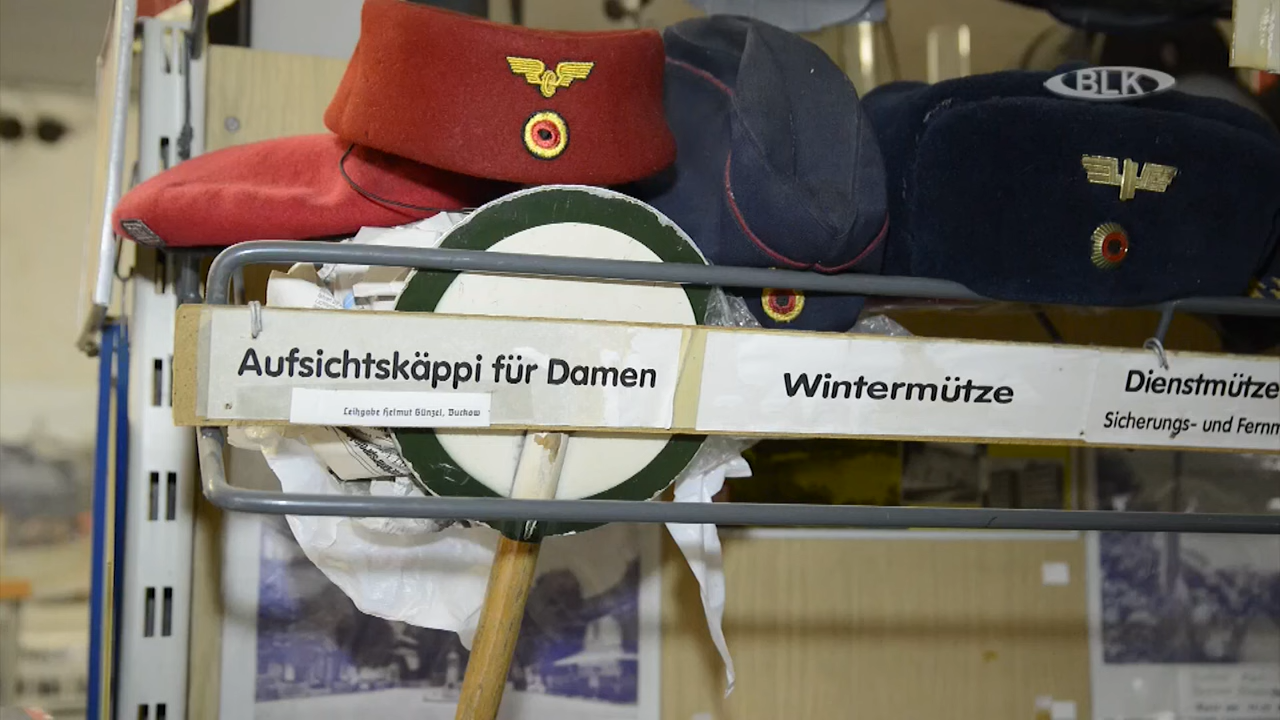 BLK
Aufsichtskäppi für Damen
Leihgabe Helmut Günzel, Buckow
Wintermütze
Dienstmütze
Sicherungs- und Fernm